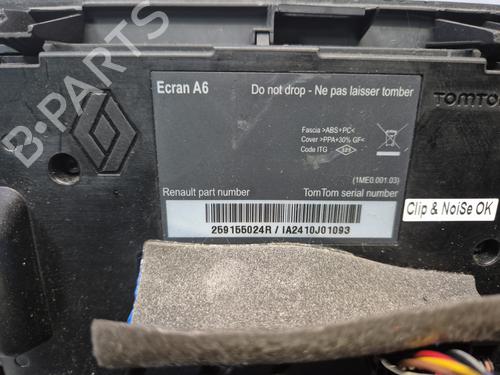 Ecran A6
Do not drop - Ne pas laisser tomber
TOMTO
Fascia >ABS+PC<
Cover >PPA+30% GF<
Code ITG
(1ME0.001.03)
Renault part number
TomTom serial number
Clip & NoiSe OK
259155024R / IA2410J01093
B-PARTS